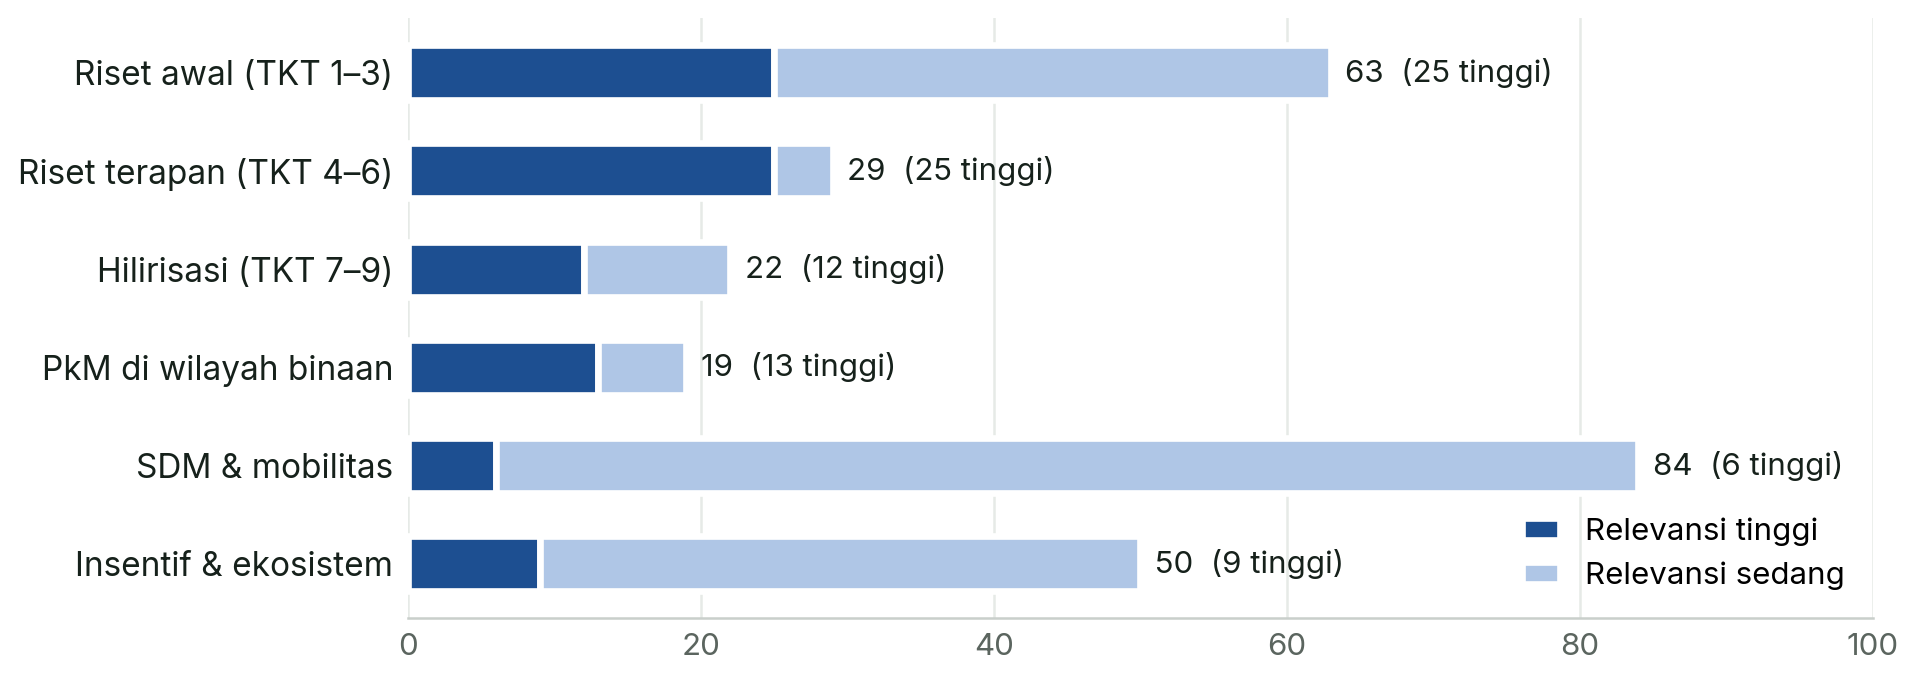 Riset awal (TKT 1–3)
63 (25 tinggi)
Riset terapan (TKT 4–6)
29 (25 tinggi)
Hilirisasi (TKT 7–9)
22 (12 tinggi)
PkM di wilayah binaan
19 (13 tinggi)
SDM & mobilitas
84 (6 tinggi)
Insentif & ekosistem
50 (9 tinggi)
Relevansi tinggi
Relevansi sedang
0 20 40 60 80 100